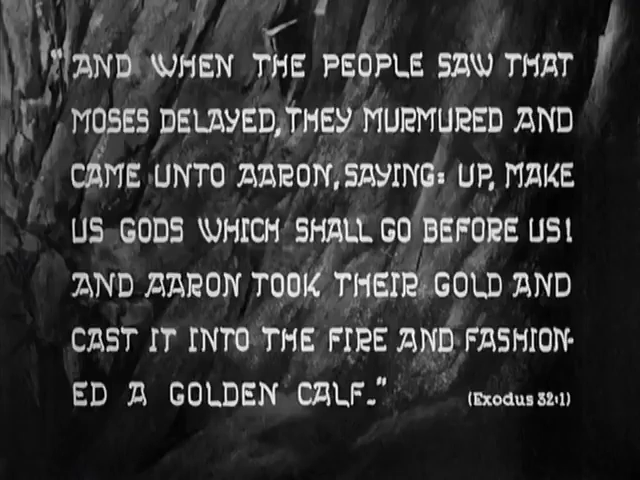 "AND WHEN THE PEOPLE SAW THAT
MOSES DELAYED, THEY MURMURED AND
CAME UNTO AARON, SAYING: UP, MAKE
US GODS WHICH SHALL GO BEFORE US!
AND AARON TOOK THEIR GOLD AND
CAST IT INTO THE FIRE AND FASHION-
ED A GOLDEN CALF."
(Exodus 32:1)